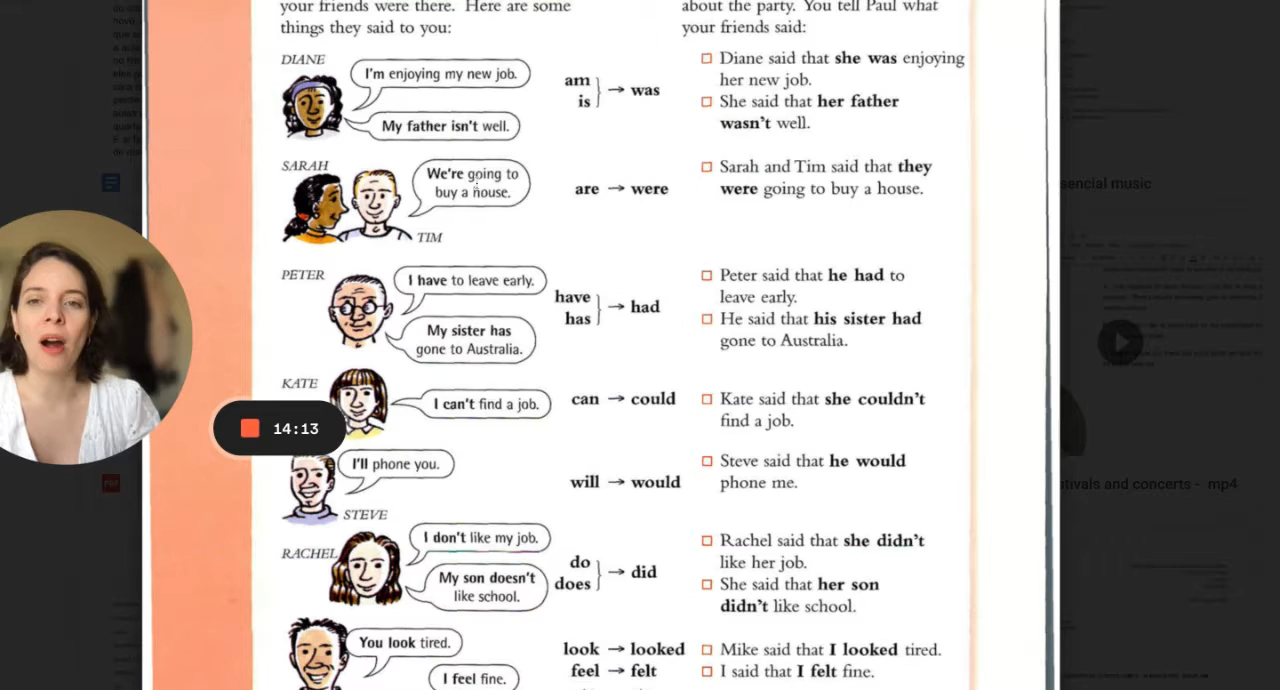 your friends were there. Here are some
things they said to you:
about the party. You tell Paul what
your friends said:
DIANE
I'm enjoying my new job.
My father isn't well.
am
is
→ was
Diane said that she was enjoying
her new job.
She said that her father
wasn't well.
SARAH
We're going to
buy a house.
TIM
are → were
Sarah and Tim said that they
were going to buy a house.
PETER
I have to leave early.
My sister has
gone to Australia.
have
has
→ had
Peter said that he had to
leave early.
He said that his sister had
gone to Australia.
KATE
I can't find a job.
can → could
Kate said that she couldn't
find a job.
14:13
I'll phone you.
STEVE
will → would
Steve said that he would
phone me.
RACHEL
I don't like my job.
My son doesn't
like school.
do
does
→ did
Rachel said that she didn't
like her job.
She said that her son
didn't like school.
You look tired.
I feel fine.
look → looked
feel → felt
Mike said that I looked tired.
I said that I felt fine.
sencial music
tivals and concerts - mp4
PDF